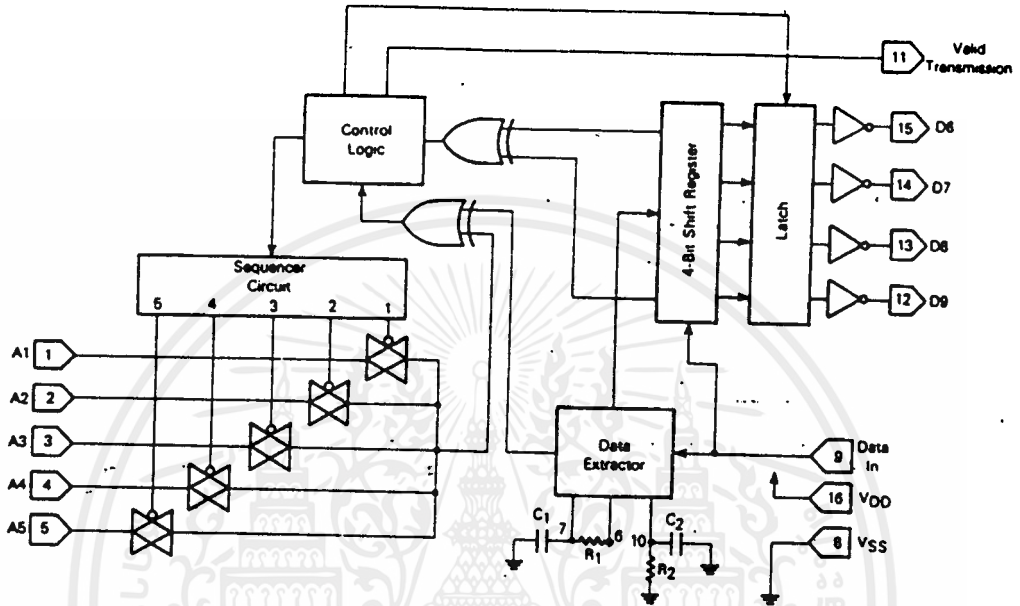 11 Valid Transmission
Control Logic
4-Bit Shift Register
Latch
15 D6
14 D7
13 D8
12 D9
Sequencer Circuit
5 4 3 2 1
A1 1
A2 2
A3 3
A4 4
A5 5
Data Extractor
9 Data In
16 VDD
8 VSS
C1 7 R1 6 10 C2 R2